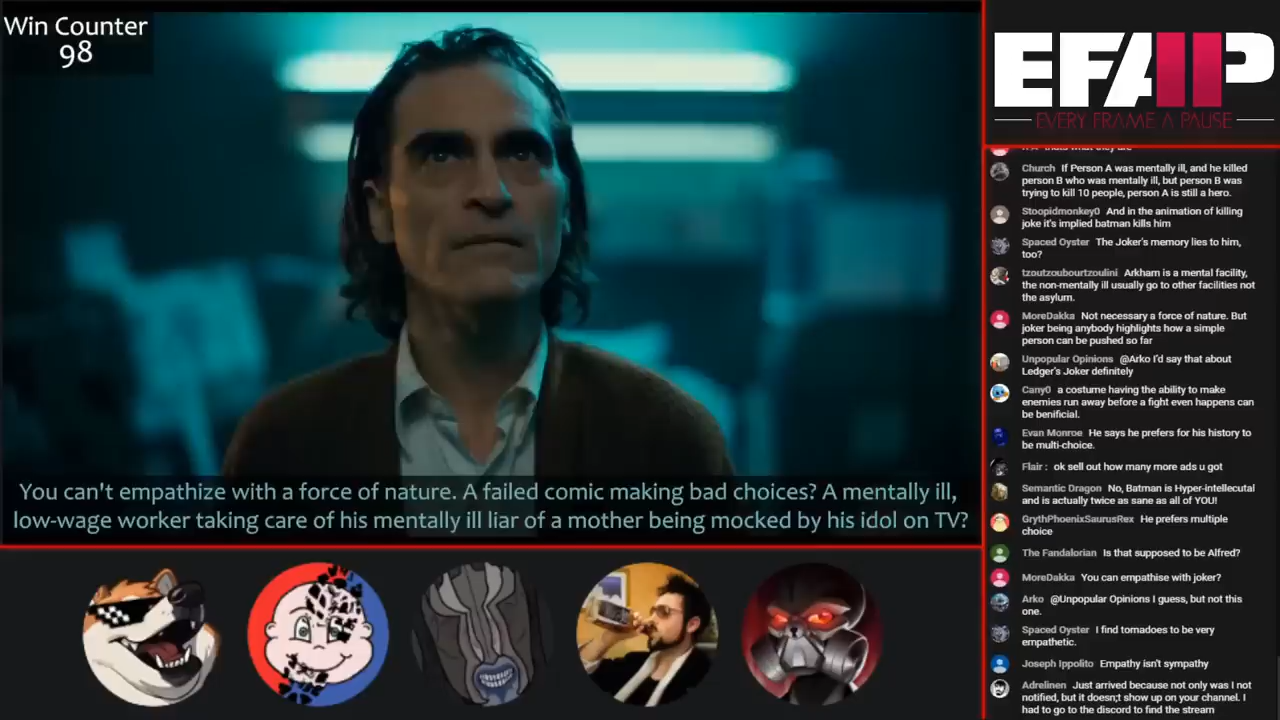 Win Counter
98
You can't empathize with a force of nature. A failed comic making bad choices? A mentally ill,
low-wage worker taking care of his mentally ill liar of a mother being mocked by his idol on TV?
EFAP
EVERY FRAME A PAUSE
Church If Person A was mentally ill, and he killed
person B who was mentally ill, but person B was
trying to kill 10 people, person A is still a hero.
Stoopidmonkey0 And in the animation of killing
joke it's implied batman kills him
Spaced Oyster The Joker's memory lies to him,
too?
tzoutzoubourtzoulini Arkham is a mental facility,
the non-mentally ill usually go to other facilities not
the asylum.
MoreDakka Not necessary a force of nature. But
joker being anybody highlights how a simple
person can be pushed so far
Unpopular Opinions @Arko I'd say that about
Ledger's Joker definitely
Cany0 a costume having the ability to make
enemies run away before a fight even happens can
be benificial.
Evan Monroe He says he prefers for his history to
be multi-choice.
Flair : ok sell out how many more ads u got
Semantic Dragon No, Batman is Hyper-intellecutal
and is actually twice as sane as all of YOU!
GrythPhoenixSaurusRex He prefers multiple
choice
The Fandalorian Is that supposed to be Alfred?
MoreDakka You can empathise with joker?
Arko @Unpopular Opinions I guess, but not this
one.
Spaced Oyster I find tornadoes to be very
empathetic.
Joseph Ippolito Empathy isn't sympathy
Adrelinen Just arrived because not only was I not
notified, but it doesn;t show up on your channel. I
had to go to the discord to find the stream